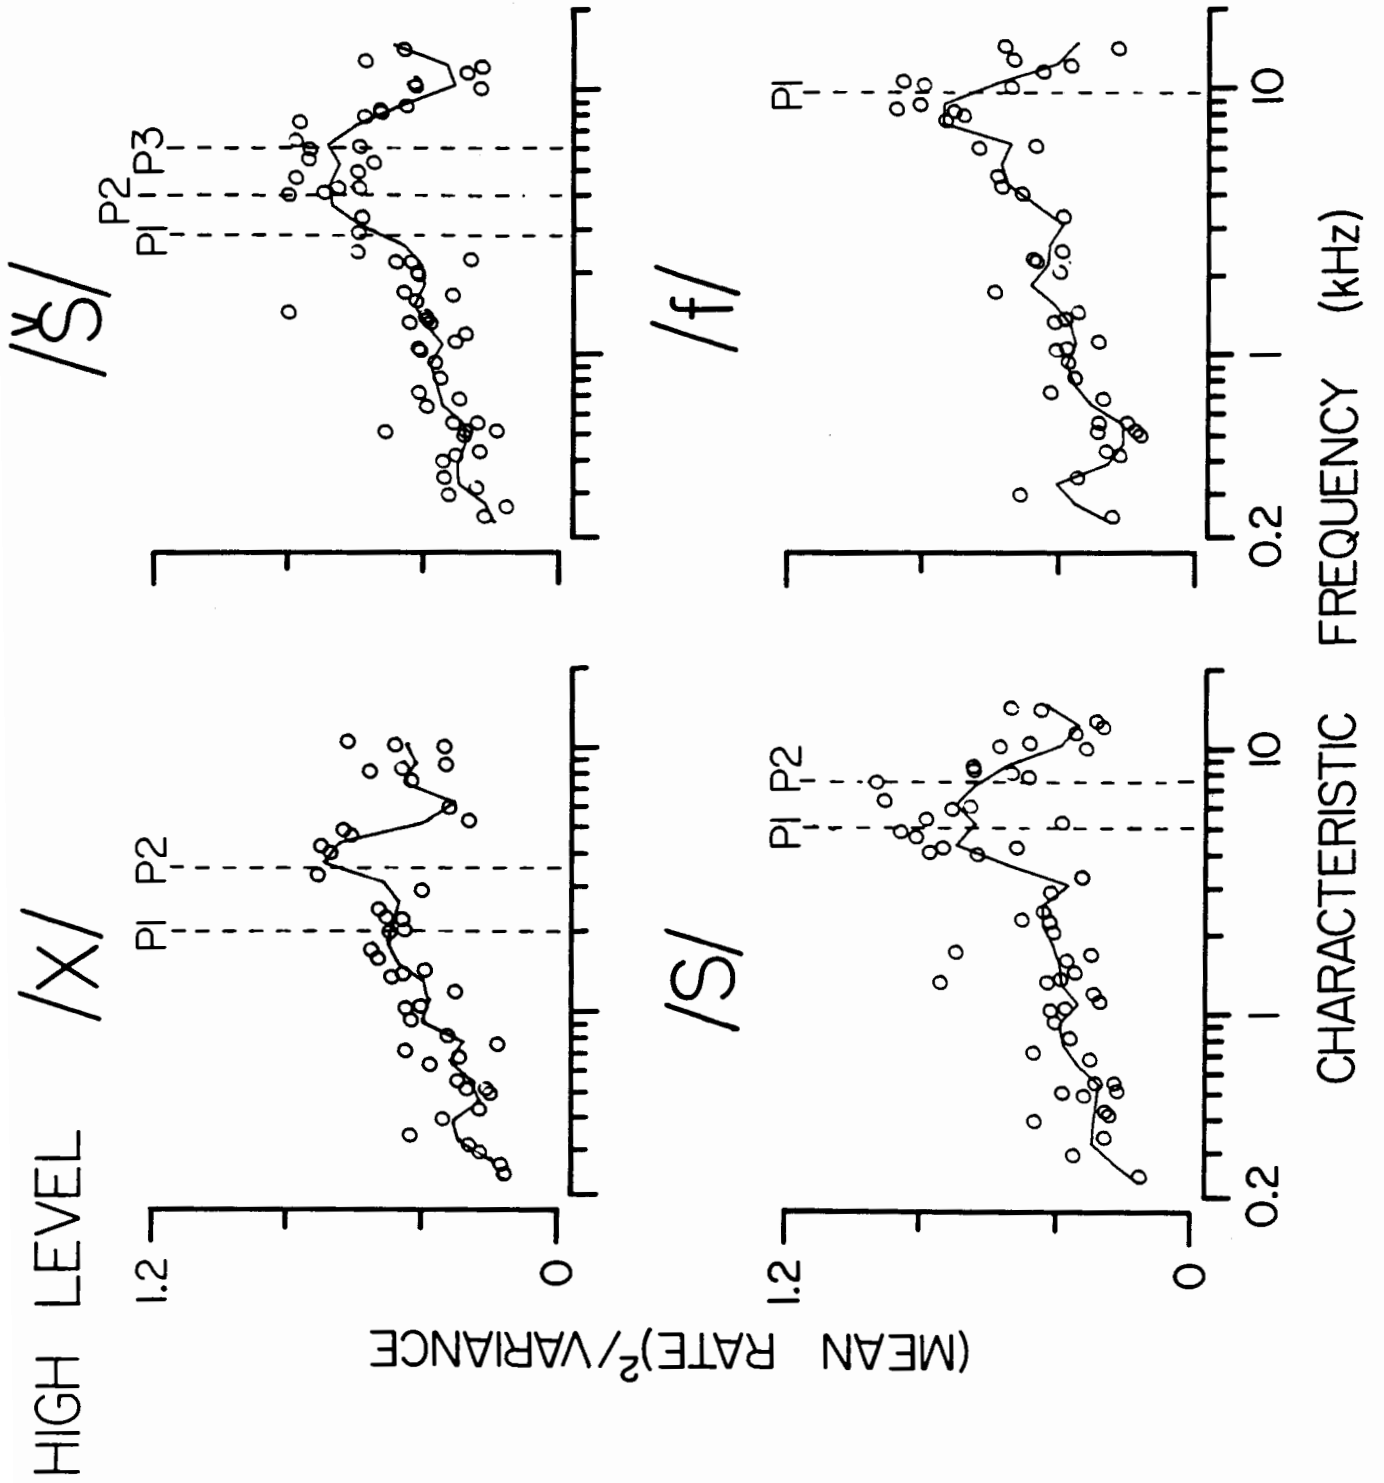 HIGH LEVEL
/X/
/š/
P1 P2
P1 P2 P3
1.2
0
/S/
/f/
P1 P2
P1
1.2
0
0.2 1 10
0.2 1 10
(MEAN RATE)²/VARIANCE
CHARACTERISTIC FREQUENCY (kHz)